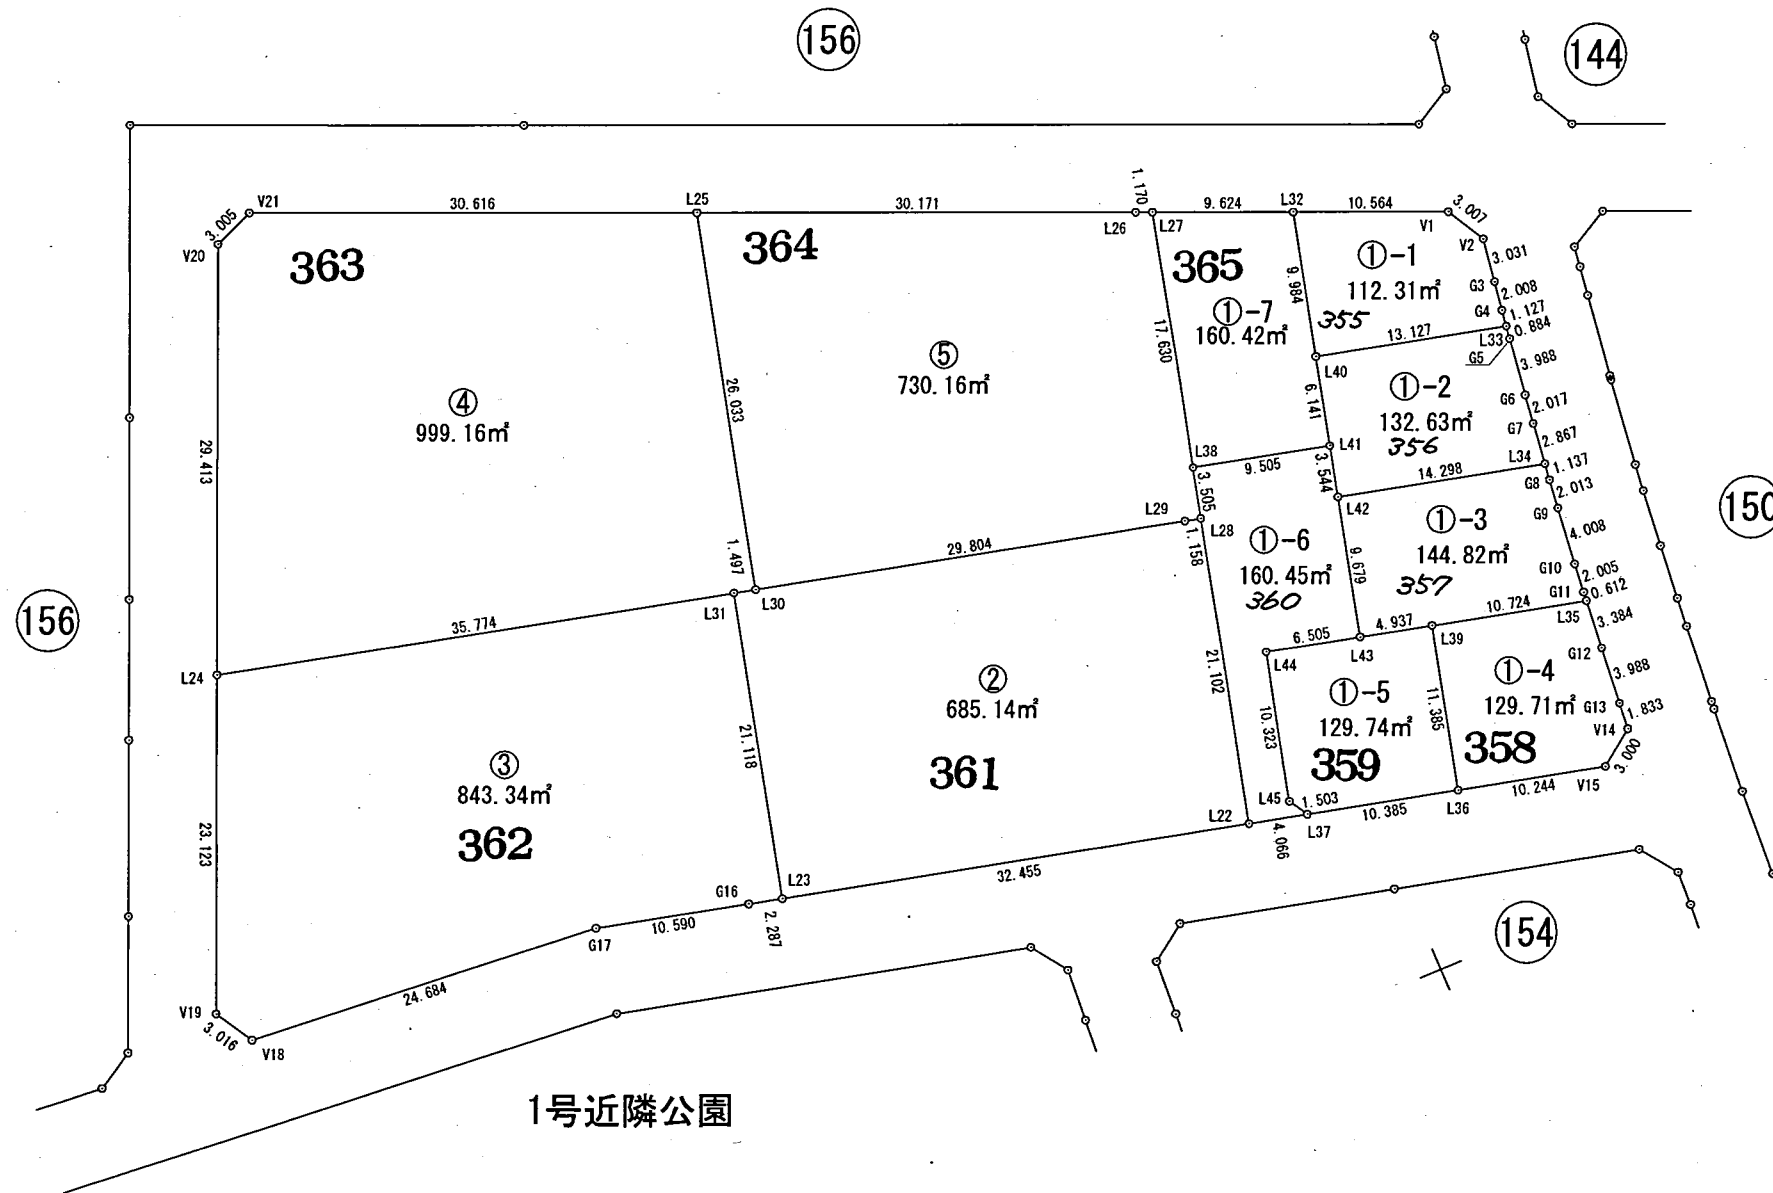 156
144
V21
30.616
L25
30.171
1.170
L26
L27
9.624
L32
10.564
V1
3.007
V2
3.005
V20
363
364
365
①-1
112.31㎡
355
3.031
G3
2.008
G4
1.127
L33
0.884
G5
9.984
13.127
①-7
160.42㎡
17.630
L40
3.988
G6
2.017
G7
2.867
L34
1.137
①-2
132.63㎡
356
6.141
⑤
730.16㎡
26.033
④
999.16㎡
29.413
L38
9.505
L41
3.544
14.298
L42
G8
2.013
G9
150
3.505
L29
L28
1.158
29.804
1.497
L31
L30
①-6
160.45㎡
360
9.679
①-3
144.82㎡
357
4.008
G10
2.005
G11
0.612
L35
10.724
4.937
6.505
L39
L43
L44
3.384
G12
156
35.774
L24
②
685.14㎡
361
21.102
21.118
10.323
①-5
129.74㎡
359
11.385
①-4
129.71㎡
358
3.988
G13
1.833
V14
3.000
V15
10.244
L36
10.385
L45
1.503
L37
4.066
L22
③
843.34㎡
362
23.123
32.455
L23
G16
2.287
10.590
G17
24.684
V19
3.016
V18
154
1号近隣公園